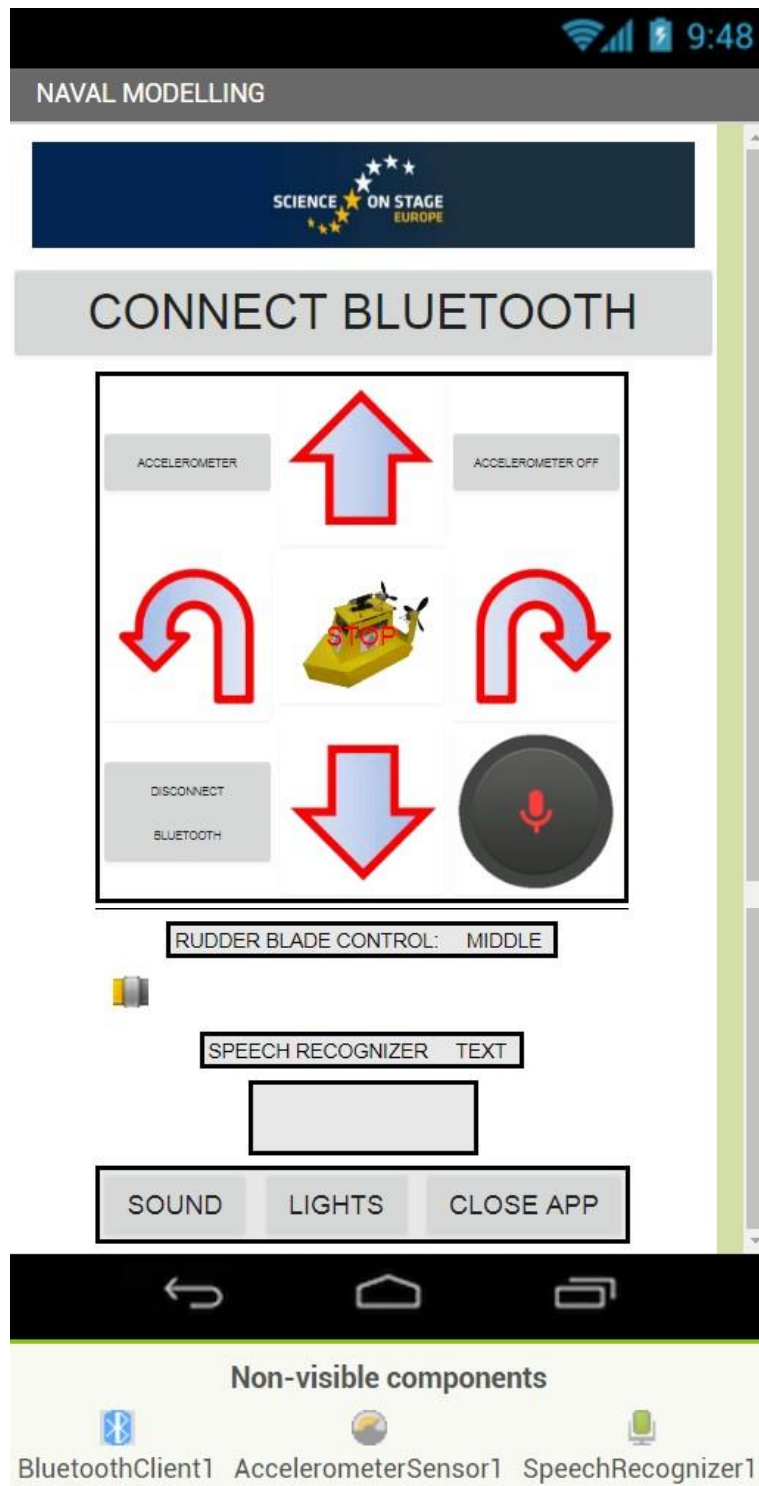 9:48
NAVAL MODELLING
SCIENCE ON STAGE
EUROPE
CONNECT BLUETOOTH
ACCELEROMETER
ACCELEROMETER OFF
STOP
DISCONNECT
BLUETOOTH
RUDDER BLADE CONTROL: MIDDLE
SPEECH RECOGNIZER TEXT
SOUND LIGHTS CLOSE APP
Non-visible components
BluetoothClient1 AccelerometerSensor1 SpeechRecognizer1